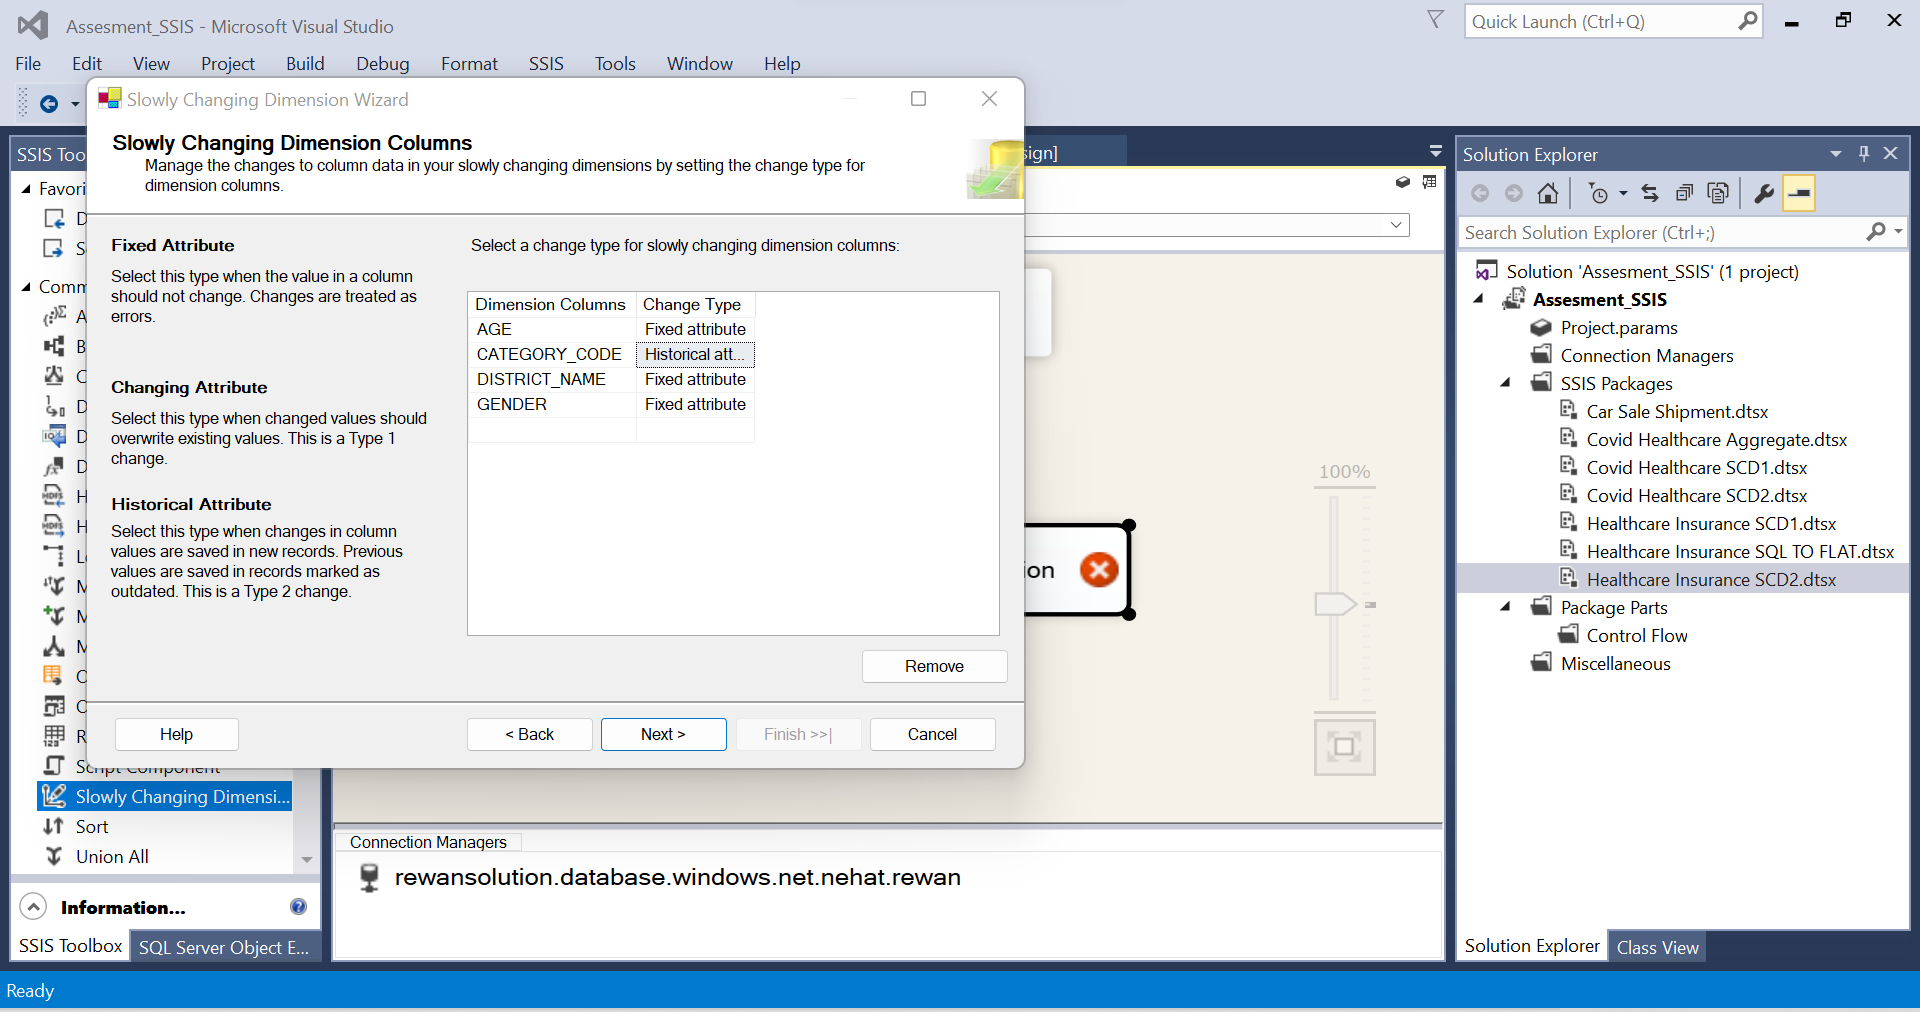 Assesment_SSIS - Microsoft Visual Studio
Quick Launch (Ctrl+Q)
File Edit View Project Build Debug Format SSIS Tools Window Help
Slowly Changing Dimension Wizard
Slowly Changing Dimension Columns
Manage the changes to column data in your slowly changing dimensions by setting the change type for
dimension columns.
Fixed Attribute
Select this type when the value in a column
should not change. Changes are treated as
errors.
Changing Attribute
Select this type when changed values should
overwrite existing values. This is a Type 1
change.
Historical Attribute
Select this type when changes in column
values are saved in new records. Previous
values are saved in records marked as
outdated. This is a Type 2 change.
Select a change type for slowly changing dimension columns:
Dimension Columns Change Type
AGE Fixed attribute
CATEGORY_CODE Historical att...
DISTRICT_NAME Fixed attribute
GENDER Fixed attribute
Remove
Help < Back Next > Finish >>| Cancel
SSIS Too
Favori
D
S
Comm
A
B
C
D
D
D
H
H
L
M
M
M
O
O
R
Script Component
Slowly Changing Dimensi...
Sort
Union All
Information...
SSIS Toolbox SQL Server Object E...
sign]
ion
100%
Connection Managers
rewansolution.database.windows.net.nehat.rewan
Solution Explorer
Search Solution Explorer (Ctrl+;)
Solution 'Assesment_SSIS' (1 project)
Assesment_SSIS
Project.params
Connection Managers
SSIS Packages
Car Sale Shipment.dtsx
Covid Healthcare Aggregate.dtsx
Covid Healthcare SCD1.dtsx
Covid Healthcare SCD2.dtsx
Healthcare Insurance SCD1.dtsx
Healthcare Insurance SQL TO FLAT.dtsx
Healthcare Insurance SCD2.dtsx
Package Parts
Control Flow
Miscellaneous
Solution Explorer Class View
Ready